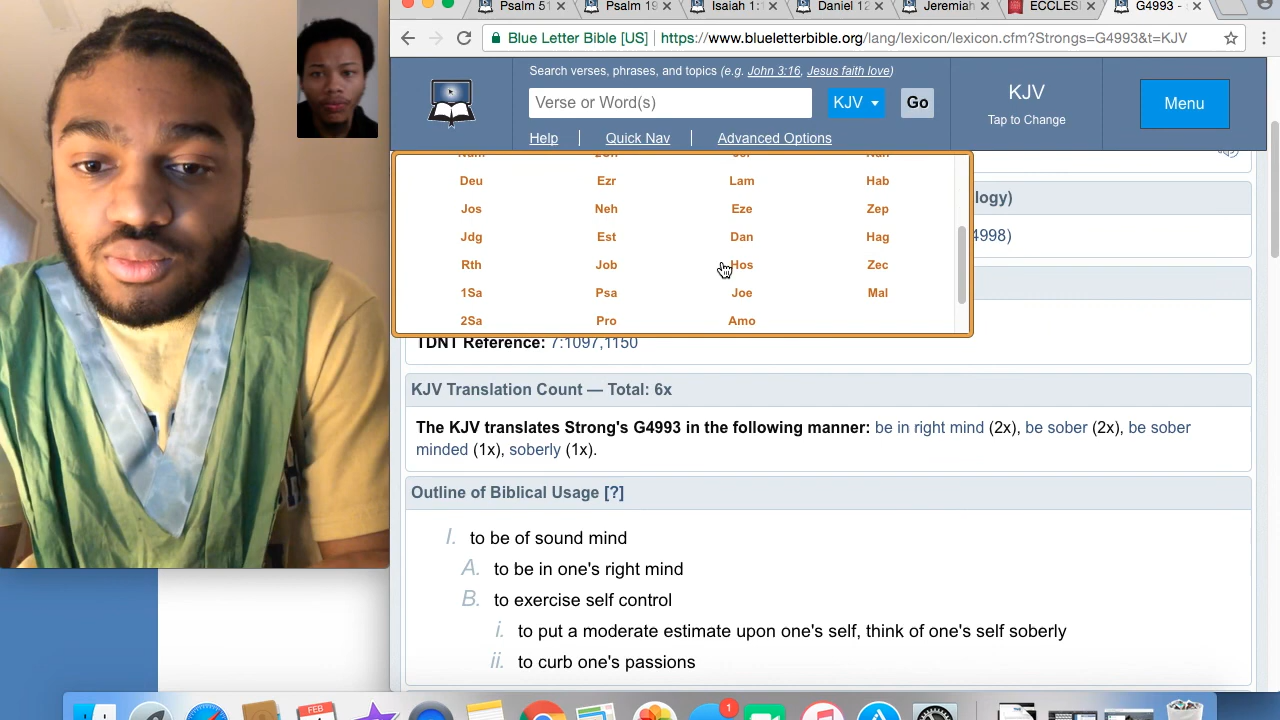 Psalm 51
Psalm 19
Isaiah 1:1
Daniel 12
Jeremiah
ECCLES
G4993 -
Blue Letter Bible [US] https://www.blueletterbible.org/lang/lexicon/lexicon.cfm?Strongs=G4993&t=KJV
Search verses, phrases, and topics (e.g. John 3:16, Jesus faith love)
Verse or Word(s)
KJV
Go
Help
Quick Nav
Advanced Options
KJV
Tap to Change
Menu
Deu Ezr Lam Hab
Jos Neh Eze Zep
Jdg Est Dan Hag
Rth Job Hos Zec
1Sa Psa Joe Mal
2Sa Pro Amo
logy)
4998)
TDNT Reference: 7:1097,1150
KJV Translation Count — Total: 6x
The KJV translates Strong's G4993 in the following manner: be in right mind (2x), be sober (2x), be sober
minded (1x), soberly (1x).
Outline of Biblical Usage [?]
I. to be of sound mind
A. to be in one's right mind
B. to exercise self control
i. to put a moderate estimate upon one's self, think of one's self soberly
ii. to curb one's passions
FEB
1